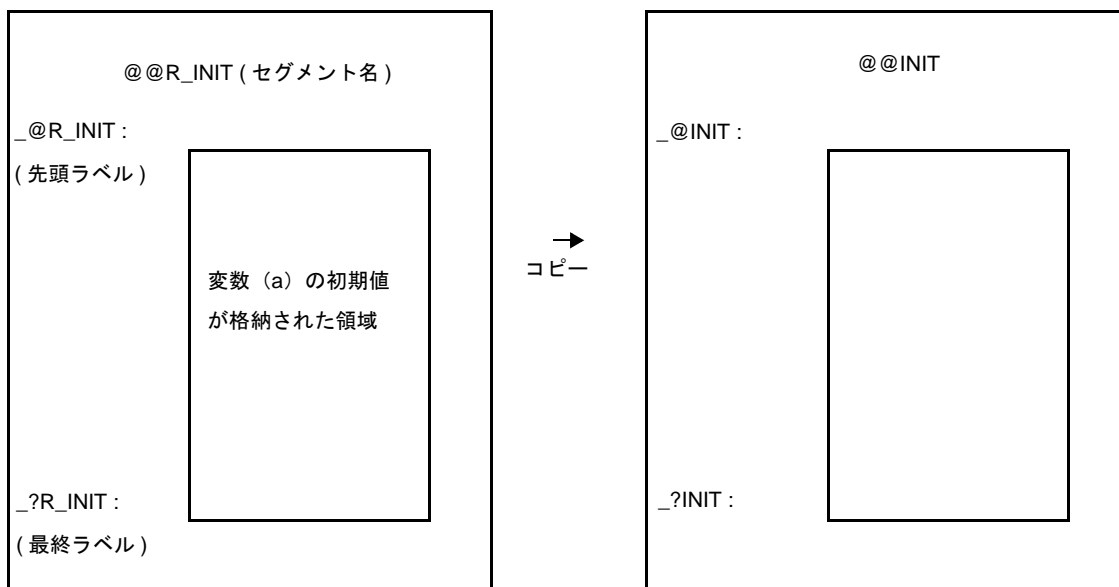 @@R_INIT ( セグメント名 )
_@R_INIT :
( 先頭ラベル )
変数（a）の初期値
が格納された領域
_?R_INIT :
( 最終ラベル )
コピー
@@INIT
_@INIT :
_?INIT :